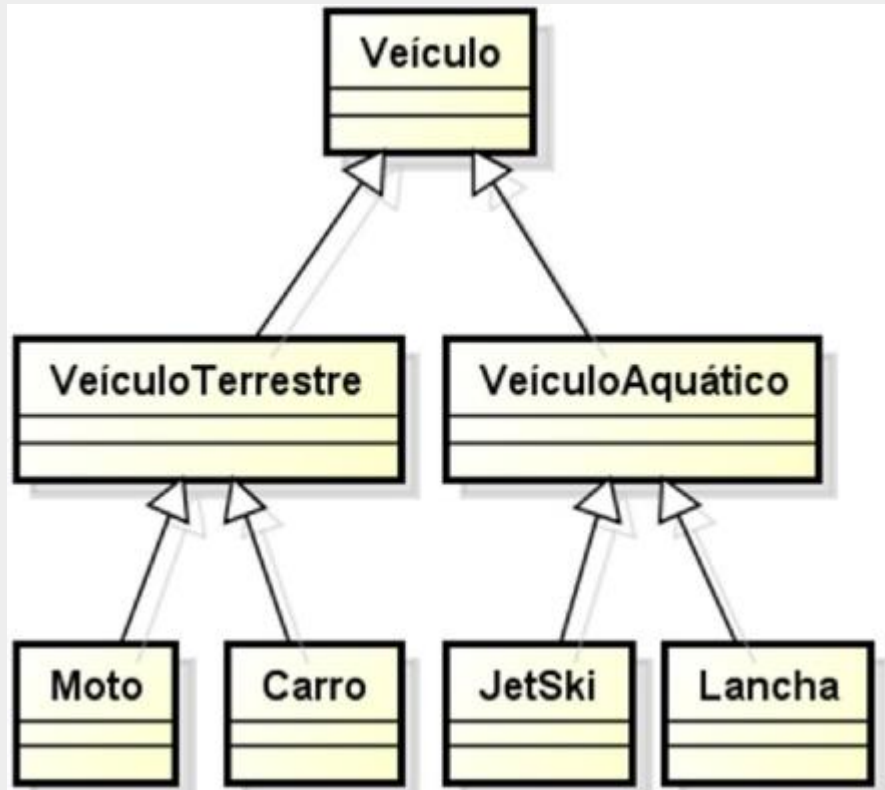 Veículo
VeículoTerrestre
VeículoAquático
Moto
Carro
JetSki
Lancha